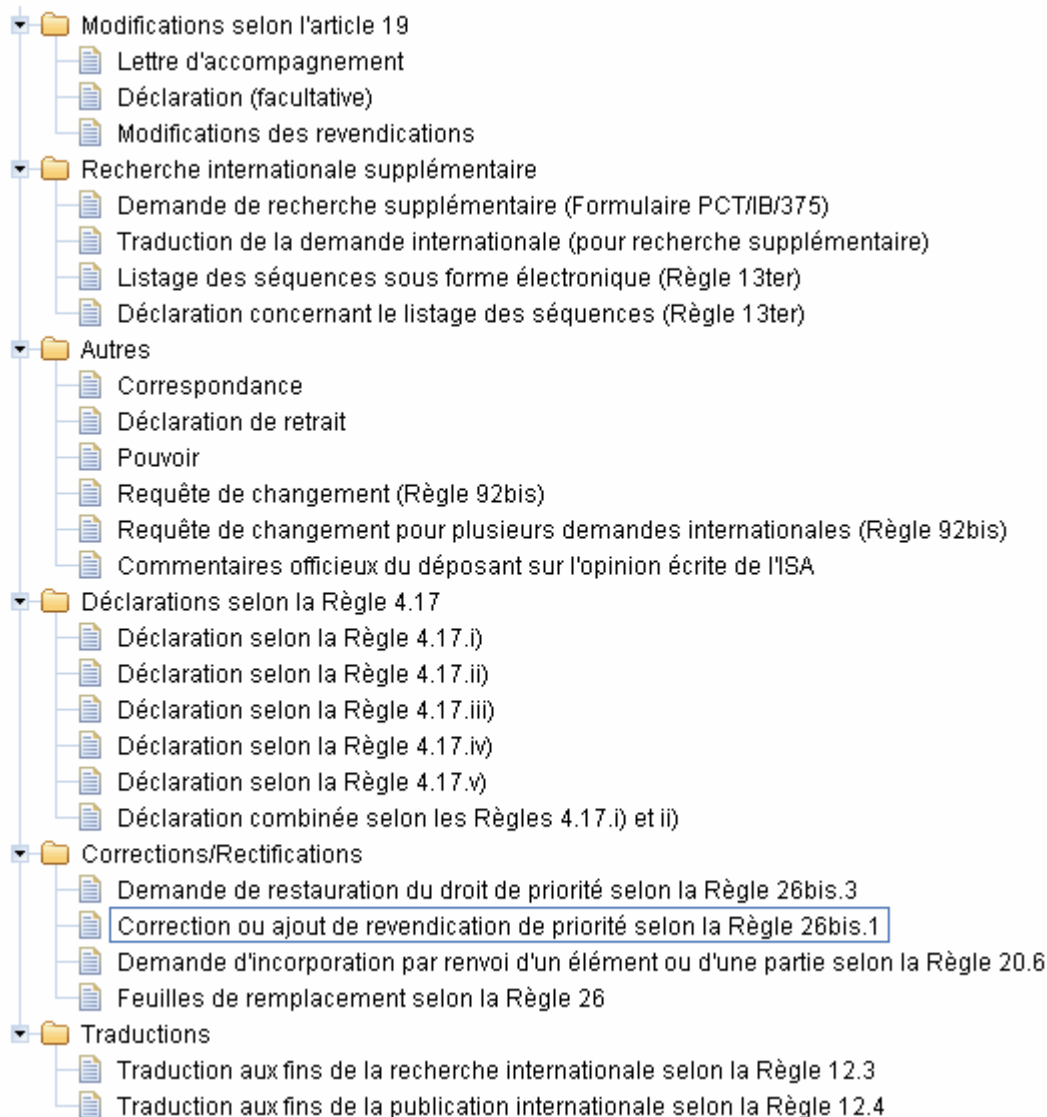 Modifications selon l'article 19
Lettre d'accompagnement
Déclaration (facultative)
Modifications des revendications
Recherche internationale supplémentaire
Demande de recherche supplémentaire (Formulaire PCT/IB/375)
Traduction de la demande internationale (pour recherche supplémentaire)
Listage des séquences sous forme électronique (Règle 13ter)
Déclaration concernant le listage des séquences (Règle 13ter)
Autres
Correspondance
Déclaration de retrait
Pouvoir
Requête de changement (Règle 92bis)
Requête de changement pour plusieurs demandes internationales (Règle 92bis)
Commentaires officieux du déposant sur l'opinion écrite de l'ISA
Déclarations selon la Règle 4.17
Déclaration selon la Règle 4.17.i)
Déclaration selon la Règle 4.17.ii)
Déclaration selon la Règle 4.17.iii)
Déclaration selon la Règle 4.17.iv)
Déclaration selon la Règle 4.17.v)
Déclaration combinée selon les Règles 4.17.i) et ii)
Corrections/Rectifications
Demande de restauration du droit de priorité selon la Règle 26bis.3
Correction ou ajout de revendication de priorité selon la Règle 26bis.1
Demande d'incorporation par renvoi d'un élément ou d'une partie selon la Règle 20.6
Feuilles de remplacement selon la Règle 26
Traductions
Traduction aux fins de la recherche internationale selon la Règle 12.3
Traduction aux fins de la publication internationale selon la Règle 12.4